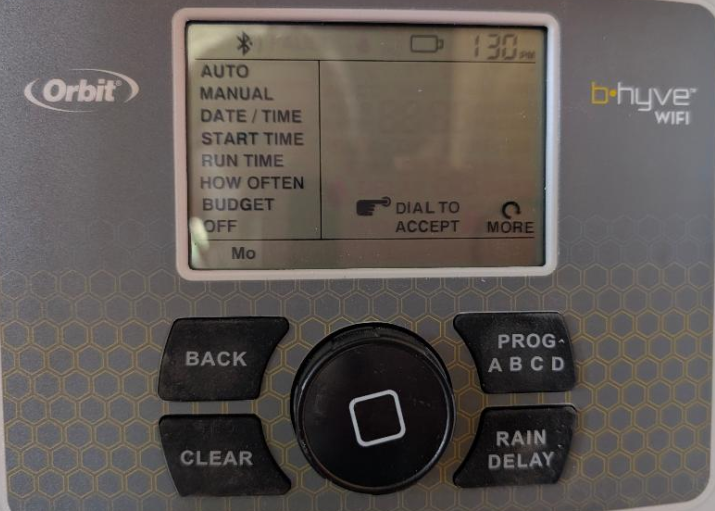 Orbit®
b•hyve™
WIFI
1:30 PM
AUTO
MANUAL
DATE / TIME
START TIME
RUN TIME
HOW OFTEN
BUDGET
OFF
DIAL TO
ACCEPT
MORE
Mo
BACK
PROG
A B C D
CLEAR
RAIN
DELAY